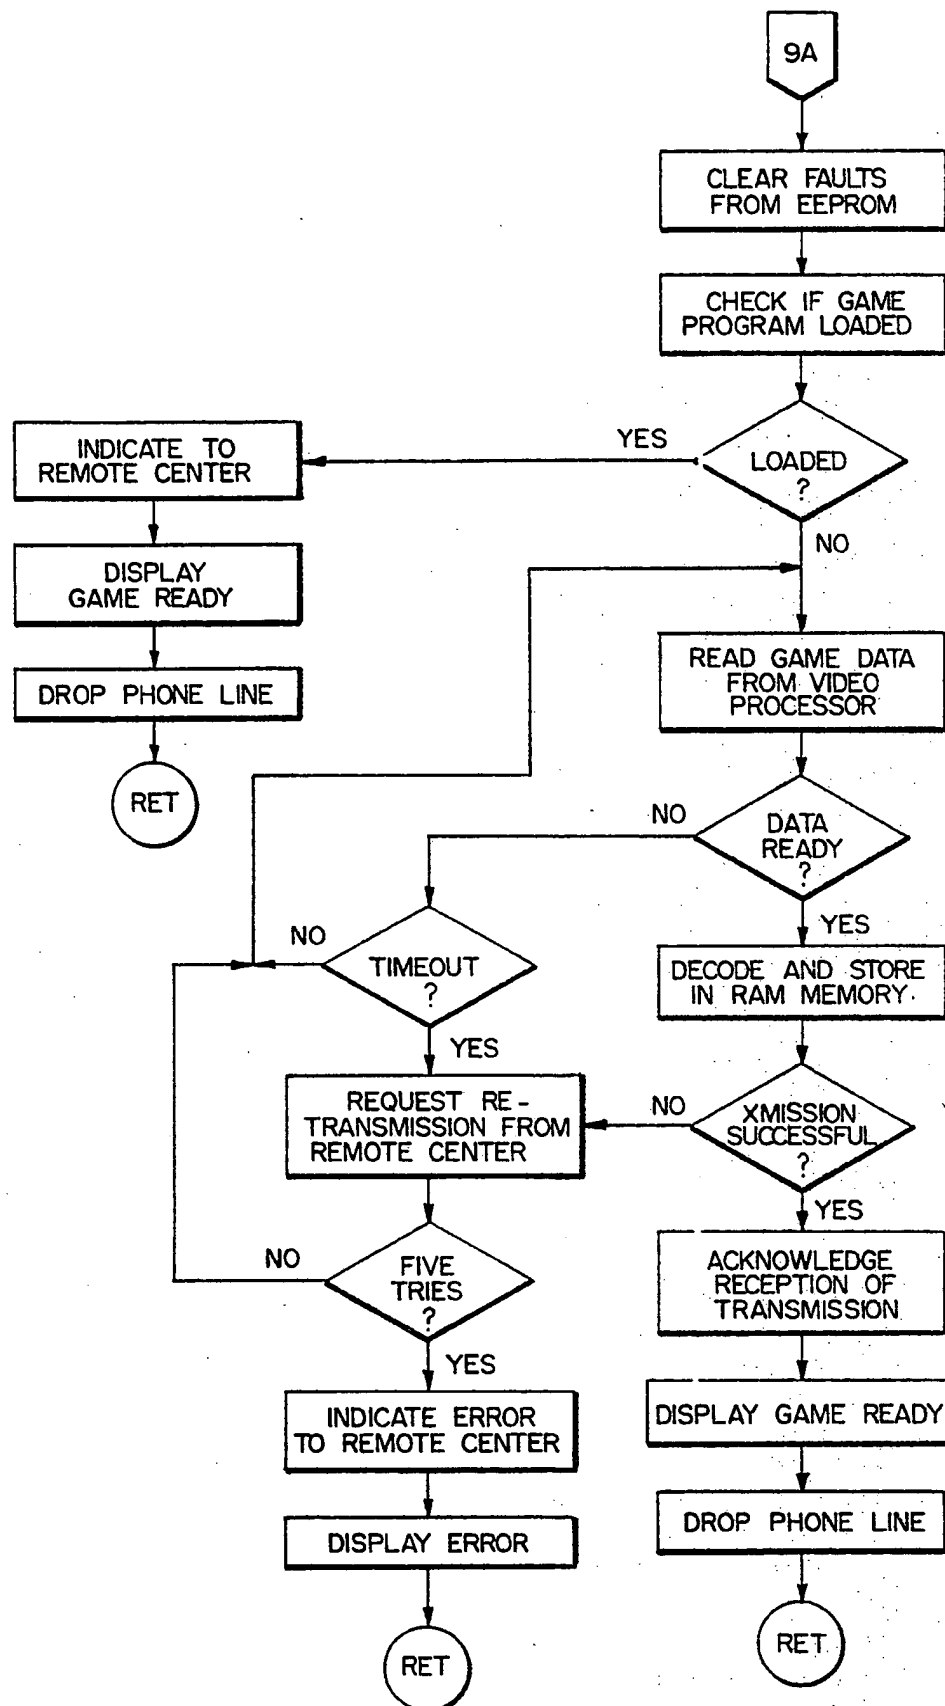 9A
CLEAR FAULTS
FROM EEPROM
CHECK IF GAME
PROGRAM LOADED
LOADED
?
YES
NO
INDICATE TO
REMOTE CENTER
DISPLAY
GAME READY
DROP PHONE LINE
RET
READ GAME DATA
FROM VIDEO
PROCESSOR
DATA
READY
?
NO
YES
TIMEOUT
?
NO
YES
DECODE AND STORE
IN RAM MEMORY.
XMISSION
SUCCESSFUL
?
NO
YES
REQUEST RE-
TRANSMISSION FROM
REMOTE CENTER
FIVE
TRIES
?
NO
YES
INDICATE ERROR
TO REMOTE CENTER
DISPLAY ERROR
RET
ACKNOWLEDGE
RECEPTION OF
TRANSMISSION
DISPLAY GAME READY
DROP PHONE LINE
RET